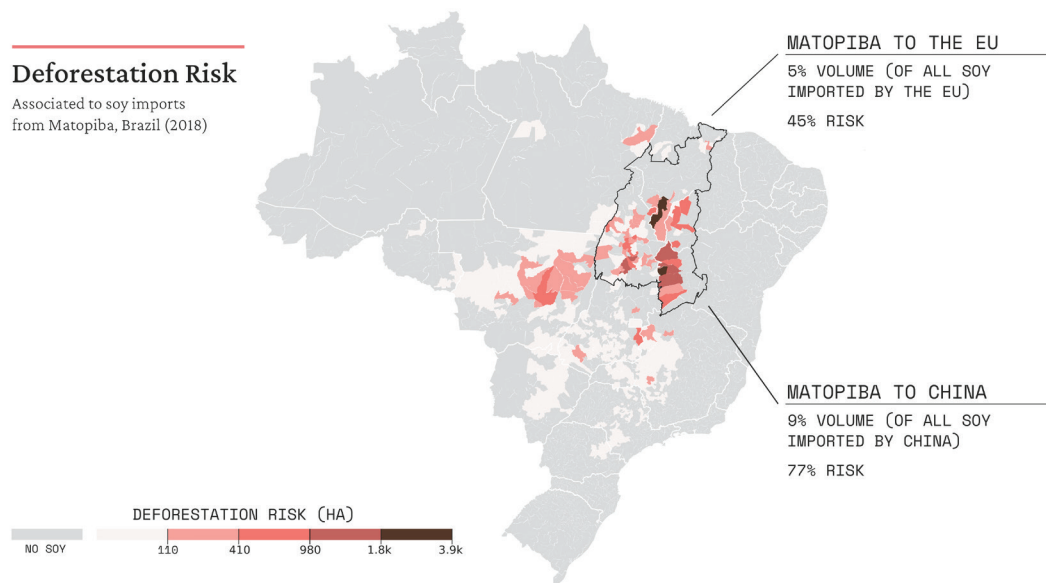 Deforestation Risk
Associated to soy imports
from Matopiba, Brazil (2018)
MATOPIBA TO THE EU
5% VOLUME (OF ALL SOY
IMPORTED BY THE EU)
45% RISK
MATOPIBA TO CHINA
9% VOLUME (OF ALL SOY
IMPORTED BY CHINA)
77% RISK
DEFORESTATION RISK (HA)
NO SOY
110 410 980 1.8k 3.9k